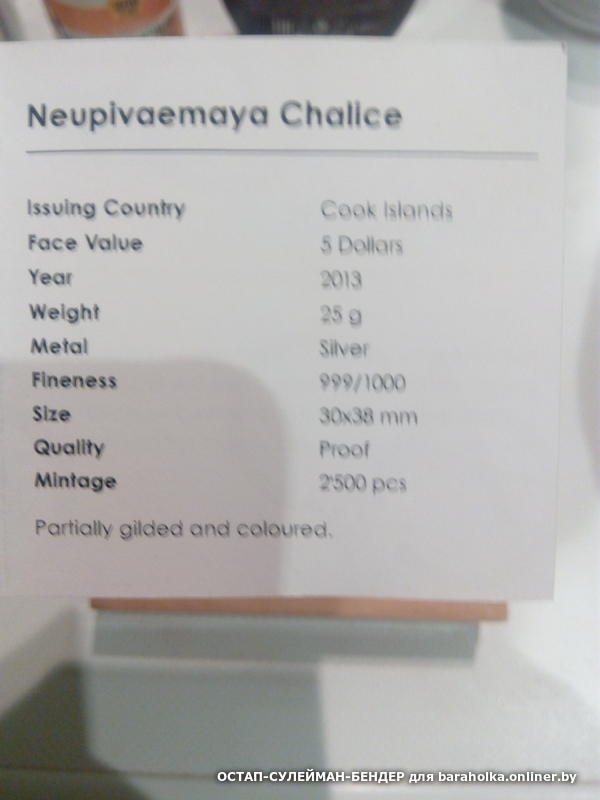 Neupivaemaya Chalice
Issuing Country Cook Islands
Face Value 5 Dollars
Year 2013
Weight 25 g
Metal Silver
Fineness 999/1000
Size 30x38 mm
Quality Proof
Mintage 2'500 pcs
Partially gilded and coloured.
ОСТАП-СУЛЕЙМАН-БЕНДЕР для baraholka.onliner.by